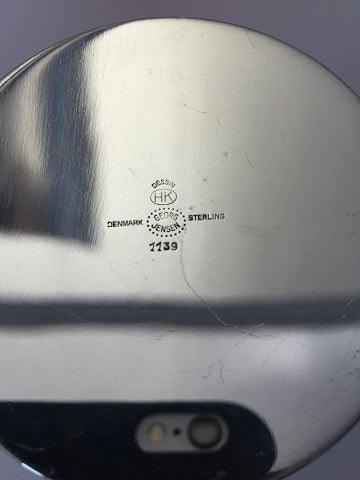 DESSIN
HK
DENMARK GEORG JENSEN STERLING
1139